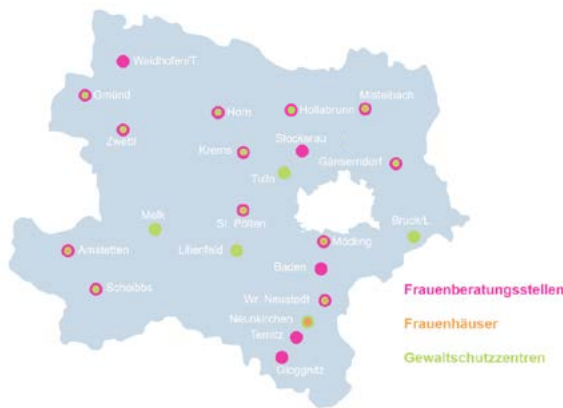 Waidhofen/T.
Gmünd
Mistelbach
Horn
Hollabrunn
Zwettl
Stockerau
Krems
Gänserndorf
Tulln
Melk
St. Pölten
Bruck/L.
Mödling
Amstetten
Lilienfeld
Baden
Scheibbs
Wr. Neustadt
Neunkirchen
Ternitz
Gloggnitz
Frauenberatungsstellen
Frauenhäuser
Gewaltschutzzentren